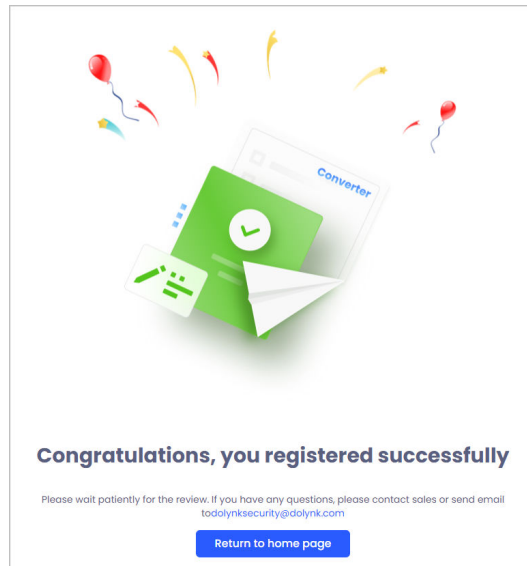 Converter
Congratulations, you registered successfully
Please wait patiently for the review. If you have any questions, please contact sales or send email
todolynksecurity@dolynk.com
Return to home page